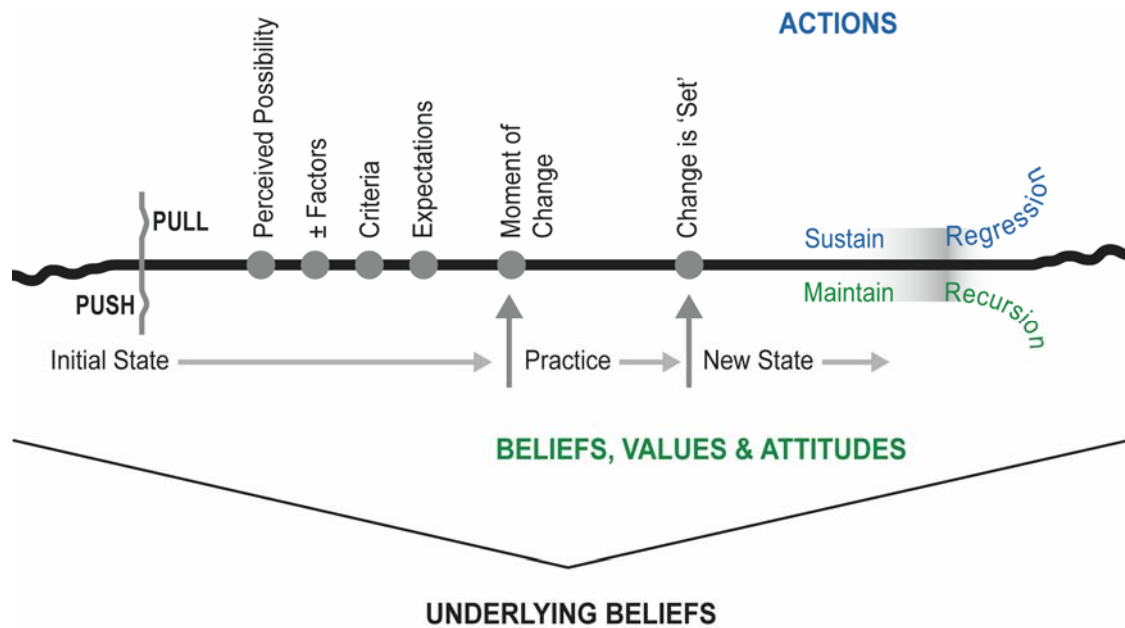 ACTIONS
Perceived Possibility
± Factors
Criteria
Expectations
Moment of
Change
Change is 'Set'
PULL
PUSH
Sustain
Regression
Maintain
Recursion
Initial State
Practice
New State
BELIEFS, VALUES & ATTITUDES
UNDERLYING BELIEFS